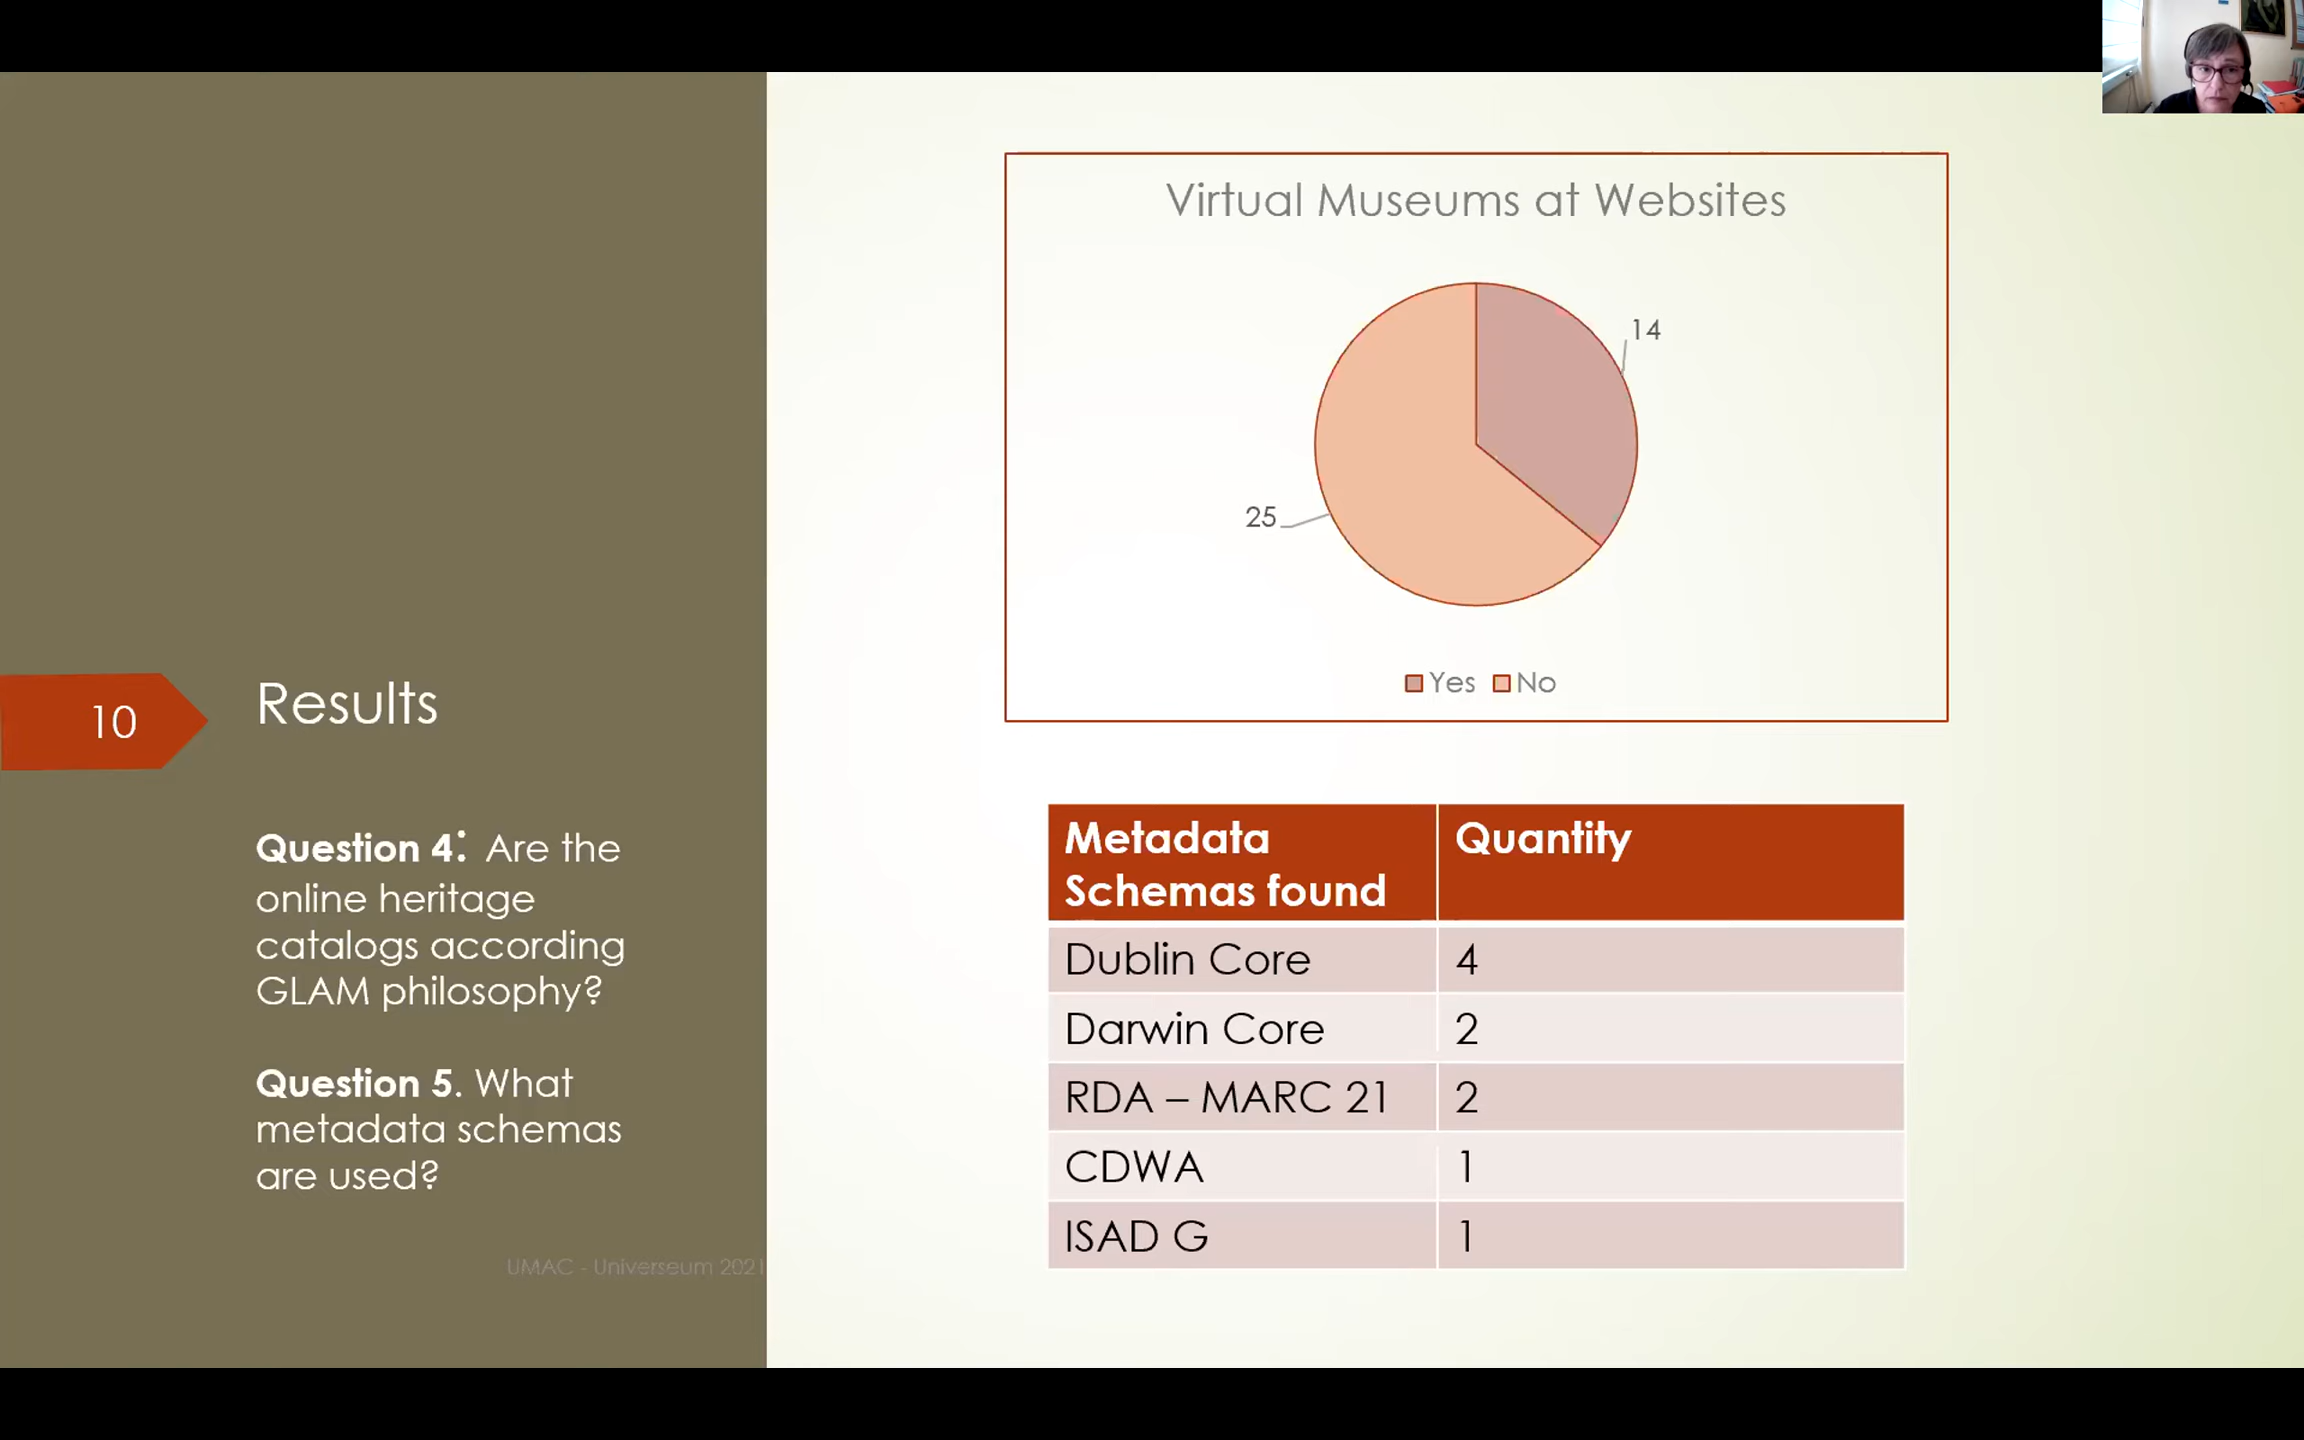 10
Results
Question 4: Are the
online heritage
catalogs according
GLAM philosophy?
Question 5. What
metadata schemas
are used?
UMAC - Universeum 2021
Virtual Museums at Websites
14
25
Yes No
Metadata Quantity
Schemas found
Dublin Core 4
Darwin Core 2
RDA – MARC 21 2
CDWA 1
ISAD G 1